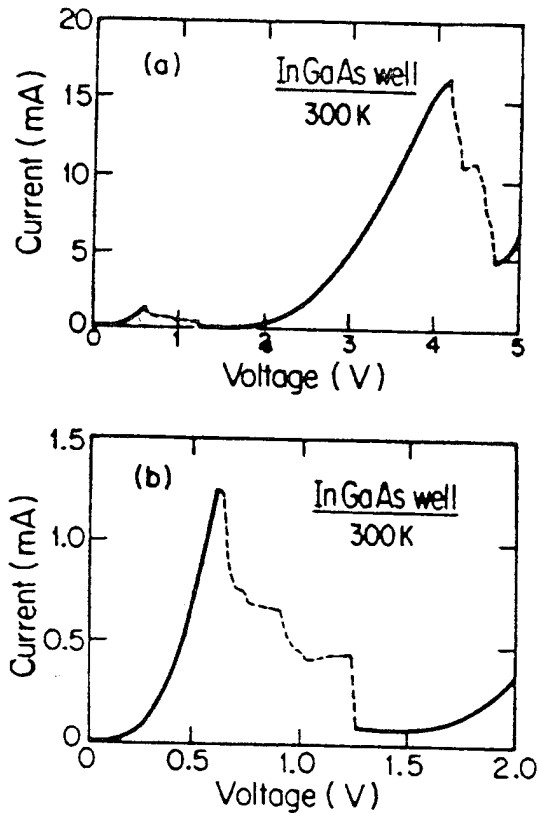 20
(a)
InGaAs well
300K
15
10
5
0
Current (mA)
0 1 2 3 4 5
Voltage (V)
1.5
(b)
InGaAs well
300K
1.0
0.5
0
Current (mA)
0 0.5 1.0 1.5 2.0
Voltage (V)